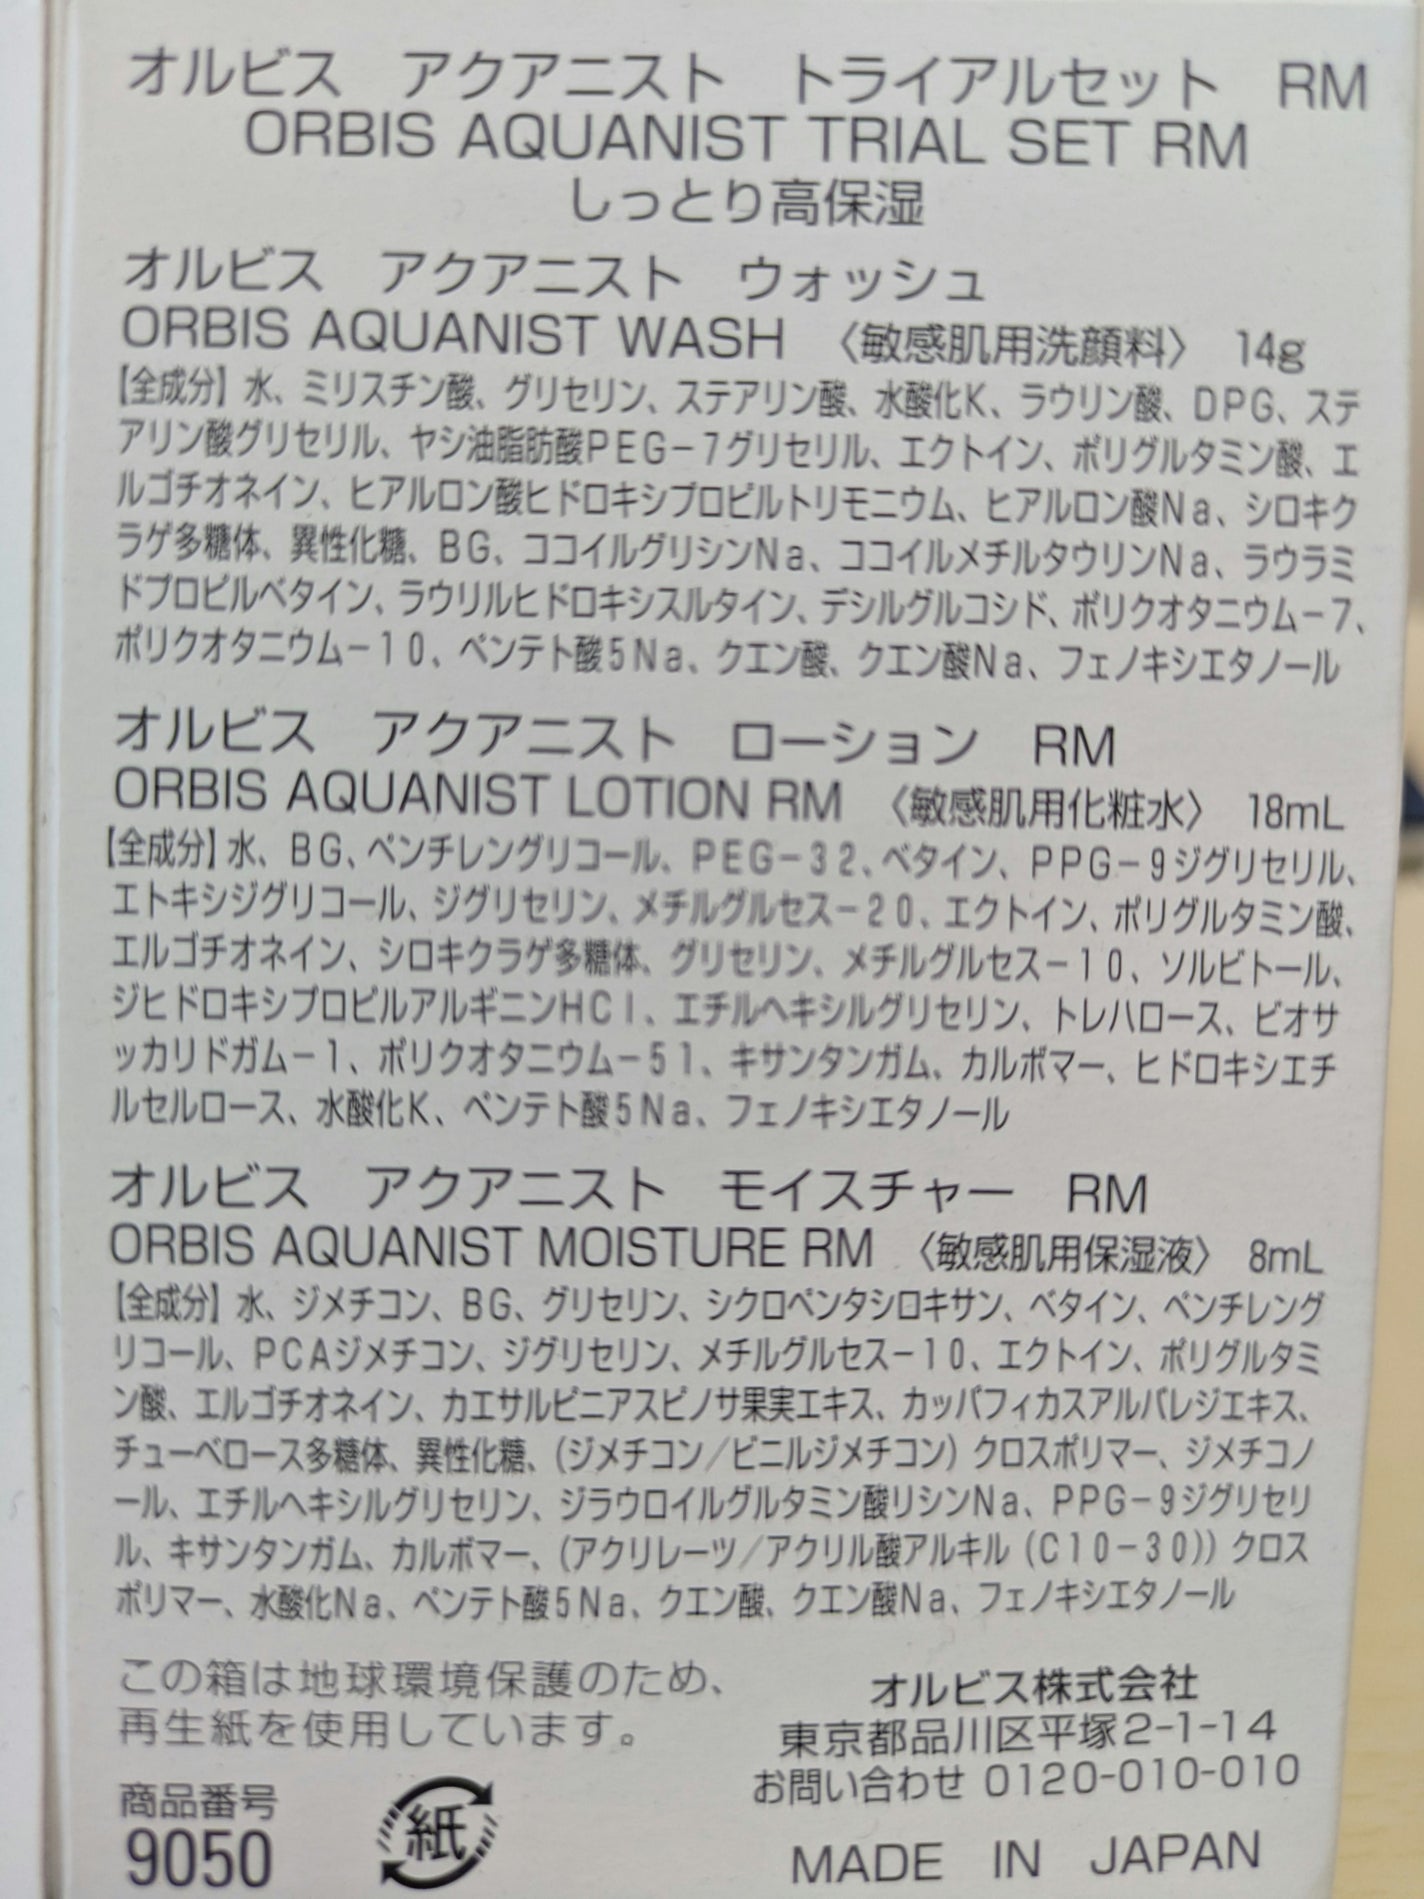 オルビス　アクアニスト　トライアルセット　RM
ORBIS AQUANIST TRIAL SET RM
しっとり高保湿
オルビス　アクアニスト　ウォッシュ
ORBIS AQUANIST WASH 〈敏感肌用洗顔料〉 14g
【全成分】水、ミリスチン酸、グリセリン、ステアリン酸、水酸化K、ラウリン酸、DPG、ステ
アリン酸グリセリル、ヤシ油脂肪酸PEG-7グリセリル、エクトイン、ポリグルタミン酸、エ
ルゴチオネイン、ヒアルロン酸ヒドロキシプロピルトリモニウム、ヒアルロン酸Na、シロキク
ラゲ多糖体、異性化糖、BG、ココイルグリシンNa、ココイルメチルタウリンNa、ラウラミ
ドプロピルベタイン、ラウリルヒドロキシスルタイン、デシルグルコシド、ポリクオタニウム-7、
ポリクオタニウム-10、ペンテト酸5Na、クエン酸、クエン酸Na、フェノキシエタノール
オルビス　アクアニスト　ローション　RM
ORBIS AQUANIST LOTION RM 〈敏感肌用化粧水〉 18mL
【全成分】水、BG、ペンチレングリコール、PEG-32、ベタイン、PPG-9ジグリセリル、
エトキシジグリコール、ジグリセリン、メチルグルセス-20、エクトイン、ポリグルタミン酸、
エルゴチオネイン、シロキクラゲ多糖体、グリセリン、メチルグルセス-10、ソルビトール、
ジヒドロキシプロピルアルギニンHCl、エチルヘキシルグリセリン、トレハロース、ビオサ
ッカリドガム-1、ポリクオタニウム-51、キサンタンガム、カルボマー、ヒドロキシエチ
ルセルロース、水酸化K、ペンテト酸5Na、フェノキシエタノール
オルビス　アクアニスト　モイスチャー　RM
ORBIS AQUANIST MOISTURE RM 〈敏感肌用保湿液〉 8mL
【全成分】水、ジメチコン、BG、グリセリン、シクロペンタシロキサン、ベタイン、ペンチレング
リコール、PCAジメチコン、ジグリセリン、メチルグルセス-10、エクトイン、ポリグルタミ
ン酸、エルゴチオネイン、カエサルピニアスピノサ果実エキス、カッパフィカスアルバレジエキス、
チューベロース多糖体、異性化糖、(ジメチコン/ビニルジメチコン)クロスポリマー、ジメチコノ
ール、エチルヘキシルグリセリン、ジラウロイルグルタミン酸リシンNa、PPG-9ジグリセリ
ル、キサンタンガム、カルボマー、(アクリレーツ/アクリル酸アルキル(C10-30))クロス
ポリマー、水酸化Na、ペンテト酸5Na、クエン酸、クエン酸Na、フェノキシエタノール
この箱は地球環境保護のため、
再生紙を使用しています。
商品番号
9050
紙
オルビス株式会社
東京都品川区平塚2-1-14
お問い合わせ 0120-010-010
MADE IN JAPAN